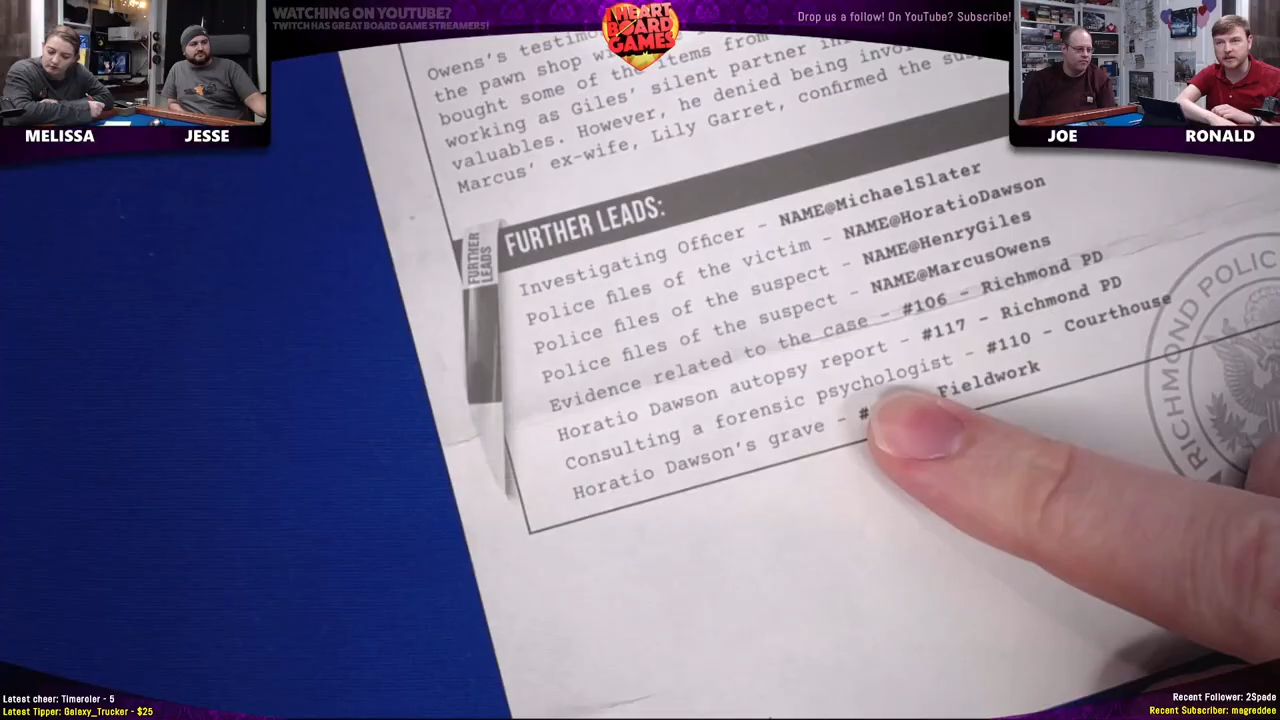 WATCHING ON YOUTUBE?
TWITCH HAS GREAT BOARD GAME STREAMERS!
I HEART
BOARD
GAMES
Drop us a follow! On YouTube? Subscribe!
MELISSA
JESSE
JOE
RONALD
Owens's
the pawn shop
bought some of the items from
working as Giles' silent partner
valuables. However, he denied being
Marcus' ex-wife, Lily Garret, confirmed the
FURTHER LEADS
FURTHER LEADS:
Investigating Officer - NAME@MichaelSlater
Police files of the victim - NAME@HoratioDawson
Police files of the suspect - NAME@HenryGiles
Police files of the suspect - NAME@MarcusOwens
Evidence related to the case - #106 - Richmond PD
Horatio Dawson autopsy report - #117 - Richmond PD
Consulting a forensic psychologist - #110 - Courthouse
Horatio Dawson's grave - # Fieldwork
RICHMOND
Latest cheer: Timeroler - 5
Latest Tipper: Galaxy_Trucker - $25
Recent Follower: 2Spade
Recent Subscriber: magreddee